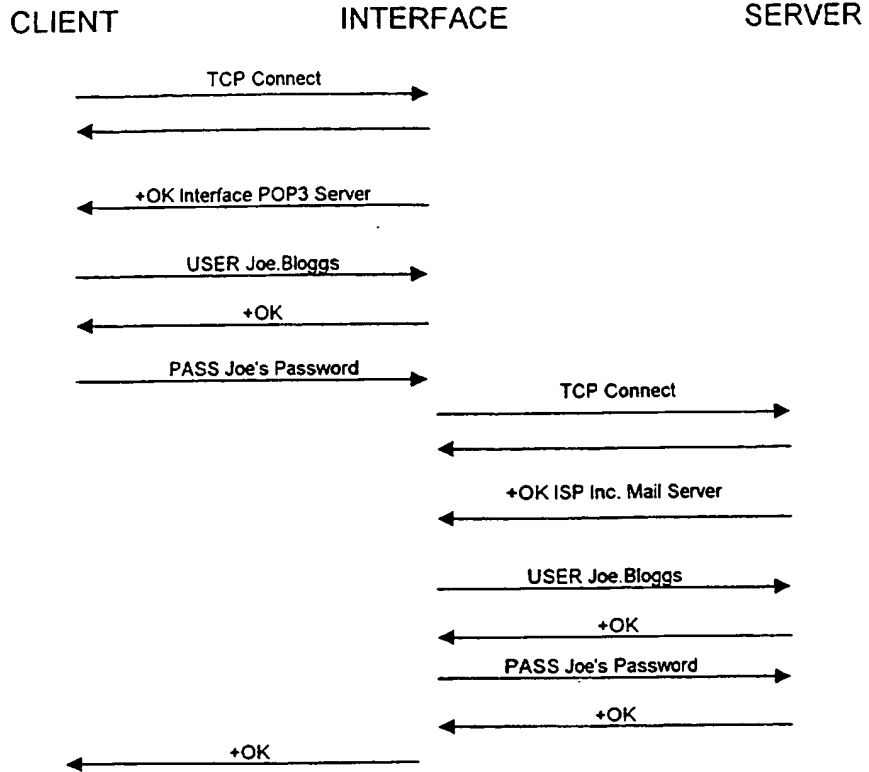 CLIENT INTERFACE SERVER
TCP Connect
+OK Interface POP3 Server
USER Joe.Bloggs
+OK
PASS Joe's Password
TCP Connect
+OK ISP Inc. Mail Server
USER Joe.Bloggs
+OK
PASS Joe's Password
+OK
+OK